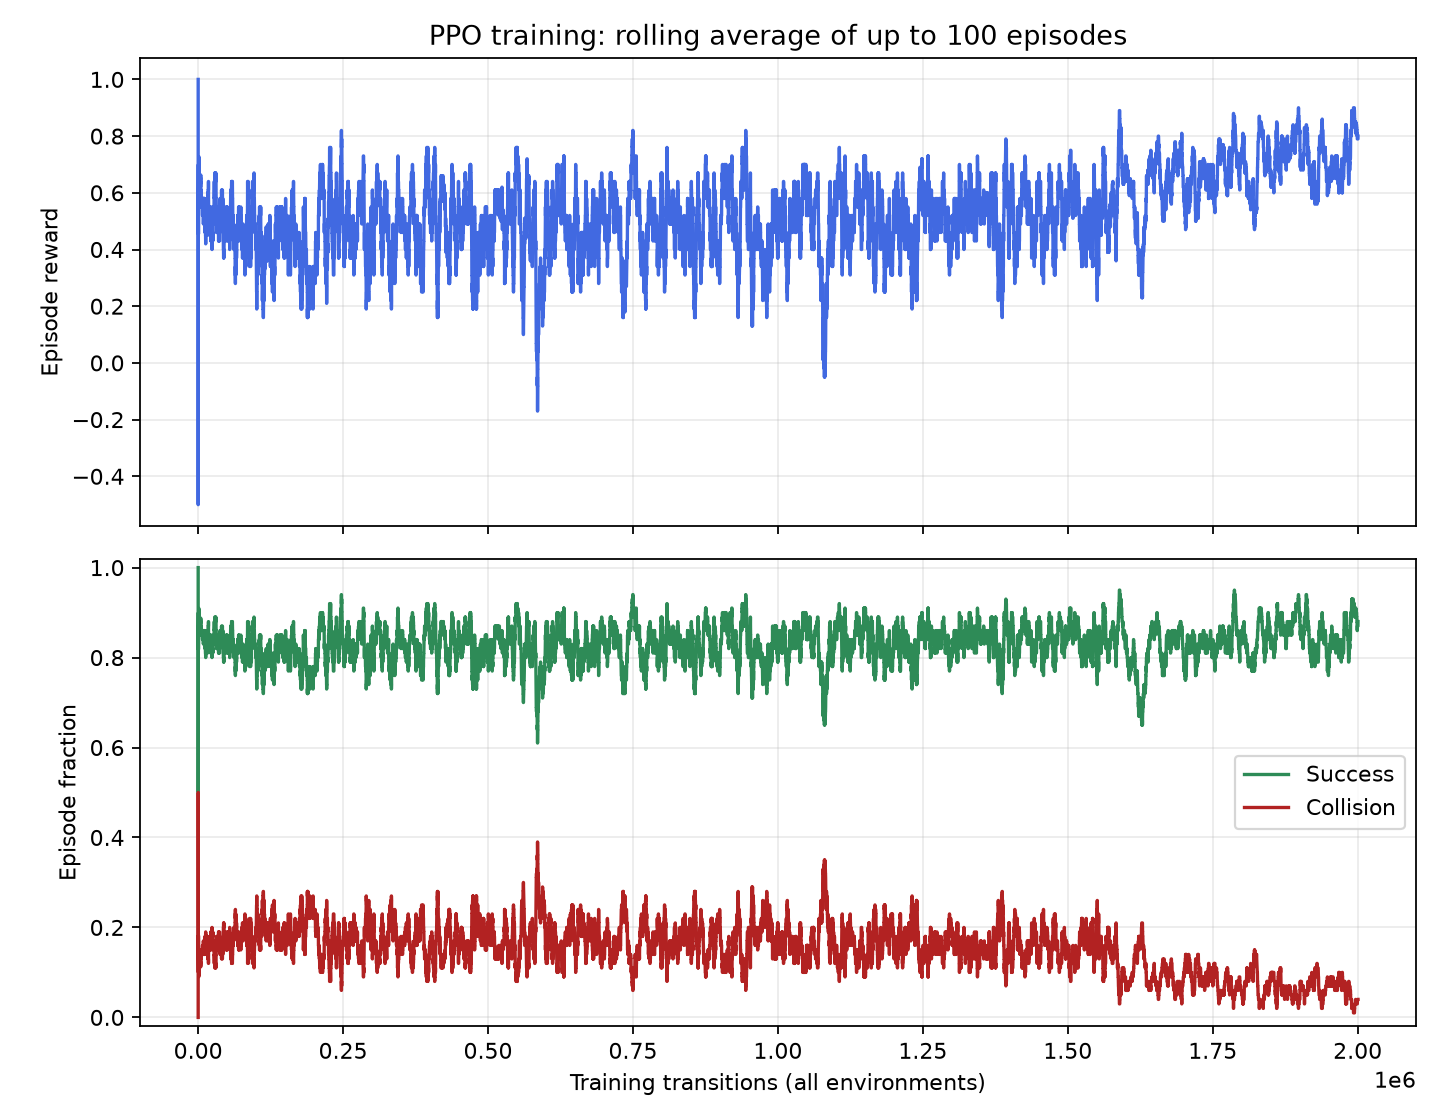 PPO training: rolling average of up to 100 episodes
1.0
0.8
0.6
0.4
0.2
0.0
−0.2
−0.4
Episode reward
1.0
0.8
0.6
0.4
0.2
0.0
Episode fraction
Success
Collision
0.00 0.25 0.50 0.75 1.00 1.25 1.50 1.75 2.00
Training transitions (all environments)
1e6